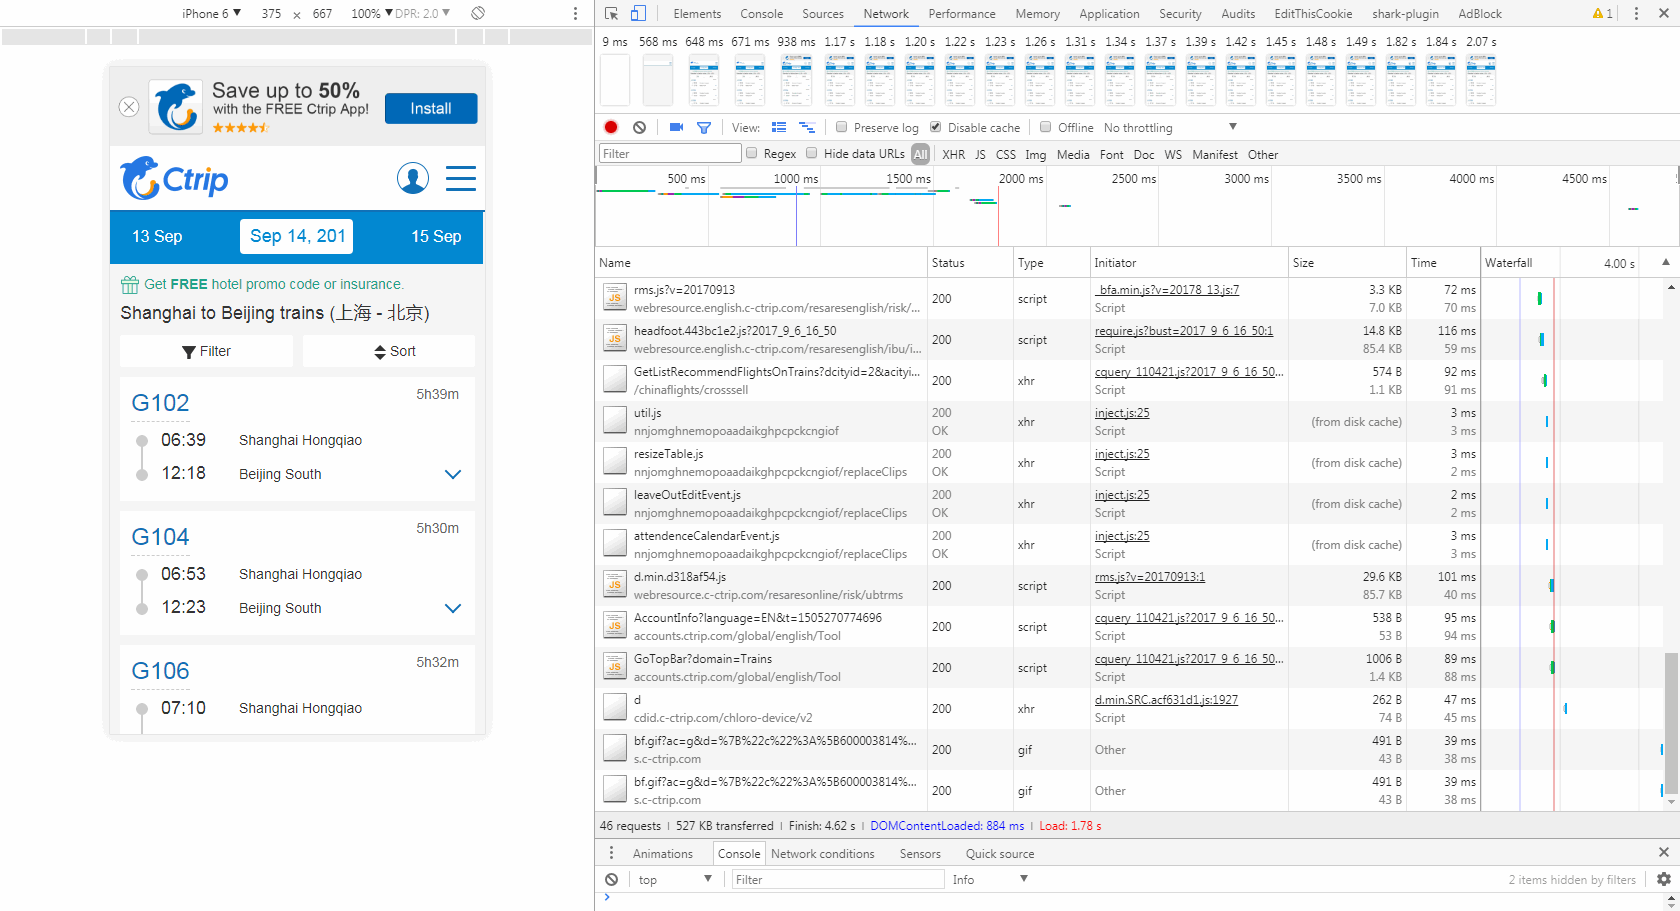 iPhone 6 ▼ 375 × 667 100% ▼ DPR: 2.0 ▼
Save up to 50%
with the FREE Ctrip App!
Install
Ctrip
13 Sep Sep 14, 201 15 Sep
Get FREE hotel promo code or insurance.
Shanghai to Beijing trains (上海 - 北京)
Filter Sort
G102 5h39m
06:39 Shanghai Hongqiao
12:18 Beijing South
G104 5h30m
06:53 Shanghai Hongqiao
12:23 Beijing South
G106 5h32m
07:10 Shanghai Hongqiao
Elements Console Sources Network Performance Memory Application Security Audits EditThisCookie shark-plugin AdBlock 1
9 ms 568 ms 648 ms 671 ms 938 ms 1.17 s 1.18 s 1.20 s 1.22 s 1.23 s 1.26 s 1.31 s 1.34 s 1.37 s 1.39 s 1.42 s 1.45 s 1.48 s 1.49 s 1.82 s 1.84 s 2.07 s
View: Preserve log Disable cache Offline No throttling ▼
Filter Regex Hide data URLs All XHR JS CSS Img Media Font Doc WS Manifest Other
500 ms 1000 ms 1500 ms 2000 ms 2500 ms 3000 ms 3500 ms 4000 ms 4500 ms
Name Status Type Initiator Size Time Waterfall 4.00 s ▲
rms.js?v=20170913 200 script _bfa.min.js?v=20178_13.js:7 3.3 KB 72 ms
webresource.english.c-ctrip.com/resaresenglish/risk/... 7.0 KB 70 ms
headfoot.443bc1e2.js?2017_9_6_16_50 200 script require.js?bust=2017_9_6_16_50:1 14.8 KB 116 ms
webresource.english.c-ctrip.com/resaresenglish/ibu/i... Script 85.4 KB 59 ms
GetListRecommendFlightsOnTrains?dcityid=2&acityi... 200 xhr cquery_110421.js?2017_9_6_16_50... 574 B 92 ms
/chinaflights/crosssell Script 1.1 KB 91 ms
util.js 200 xhr inject.js:25 (from disk cache) 3 ms
nnjomghnemopoaadaikghpcpckcngiof OK Script 3 ms
resizeTable.js 200 xhr inject.js:25 (from disk cache) 3 ms
nnjomghnemopoaadaikghpcpckcngiof/replaceClips OK Script 2 ms
leaveOutEditEvent.js 200 xhr inject.js:25 (from disk cache) 2 ms
nnjomghnemopoaadaikghpcpckcngiof/replaceClips OK Script 2 ms
attendenceCalendarEvent.js 200 xhr inject.js:25 (from disk cache) 3 ms
nnjomghnemopoaadaikghpcpckcngiof/replaceClips OK Script 3 ms
d.min.d318af54.js 200 script rms.js?v=20170913:1 29.6 KB 101 ms
webresource.c-ctrip.com/resaresonline/risk/ubtrms Script 85.7 KB 40 ms
AccountInfo?language=EN&t=1505270774696 200 script cquery_110421.js?2017_9_6_16_50... 538 B 95 ms
accounts.ctrip.com/global/english/Tool Script 53 B 94 ms
GoTopBar?domain=Trains 200 script cquery_110421.js?2017_9_6_16_50... 1006 B 89 ms
accounts.ctrip.com/global/english/Tool Script 1.4 KB 88 ms
d 200 xhr d.min.SRC.acf631d1.js:1927 262 B 47 ms
cdid.c-ctrip.com/chloro-device/v2 Script 74 B 45 ms
bf.gif?ac=g&d=%7B%22c%22%3A%5B600003814%... 200 gif Other 491 B 39 ms
s.c-ctrip.com 43 B 38 ms
bf.gif?ac=g&d=%7B%22c%22%3A%5B600003814%... 200 gif Other 491 B 39 ms
s.c-ctrip.com 43 B 38 ms
46 requests | 527 KB transferred | Finish: 4.62 s | DOMContentLoaded: 884 ms | Load: 1.78 s
Animations Console Network conditions Sensors Quick source
top ▼ Filter Info ▼ 2 items hidden by filters